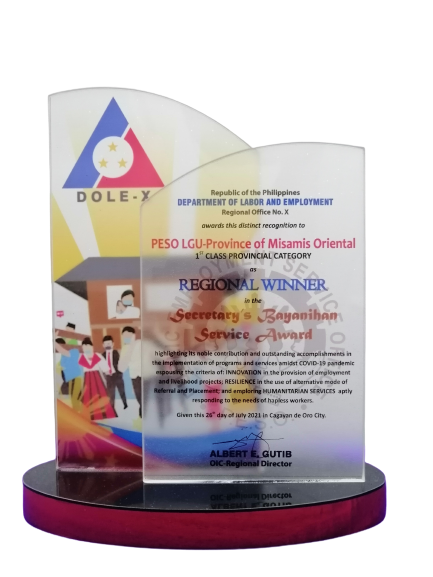 DOLE-X
Republic of the Philippines
DEPARTMENT OF LABOR AND EMPLOYMENT
Regional Office No. X
awards this distinct recognition to
PESO LGU-Province of Misamis Oriental
1st CLASS PROVINCIAL CATEGORY
as
REGIONAL WINNER
in the
Secretary's Bayanihan
Service Award
highlighting its noble contribution and outstanding accomplishments in
the implementation of programs and services amidst COVID-19 pandemic
espousing the criteria of: INNOVATION in the provision of employment
and livelihood projects; RESILIENCE in the use of alternative mode of
Referral and Placement; and employing HUMANITARIAN SERVICES aptly
responding to the needs of hapless workers.
Given this 26th day of July 2021 in Cagayan de Oro City.
ALBERT E. GUTIB
OIC-Regional Director